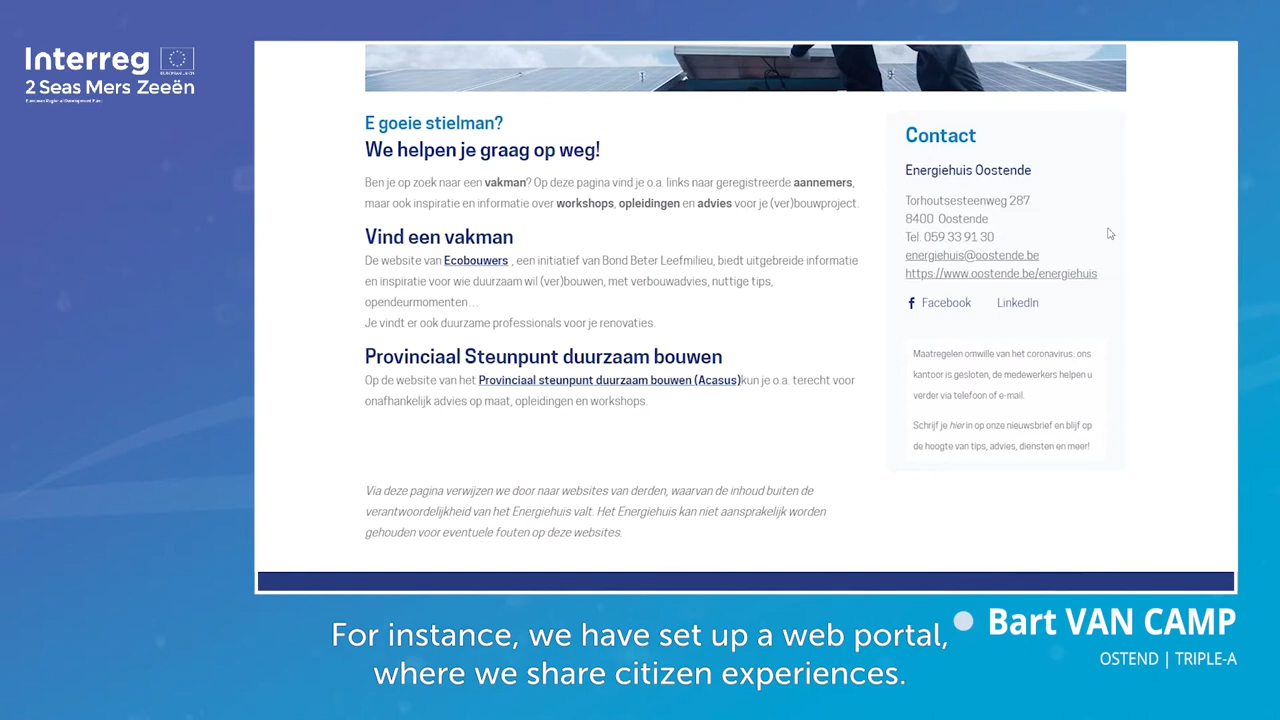 Interreg
EUROPEAN UNION
2 Seas Mers Zeeën
European Regional Development Fund
E goeie stielman?
We helpen je graag op weg!
Ben je op zoek naar een vakman? Op deze pagina vind je o.a. links naar geregistreerde aannemers,
maar ook inspiratie en informatie over workshops, opleidingen en advies voor je (ver)bouwproject.
Vind een vakman
De website van Ecobouwers , een initiatief van Bond Beter Leefmilieu, biedt uitgebreide informatie
en inspiratie voor wie duurzaam wil (ver)bouwen, met verbouwadvies, nuttige tips,
opendeurmomenten…
Je vindt er ook duurzame professionals voor je renovaties.
Provinciaal Steunpunt duurzaam bouwen
Op de website van het Provinciaal steunpunt duurzaam bouwen (Acasus)kun je o.a. terecht voor
onafhankelijk advies op maat, opleidingen en workshops.
Via deze pagina verwijzen we door naar websites van derden, waarvan de inhoud buiten de
verantwoordelijkheid van het Energiehuis valt. Het Energiehuis kan niet aansprakelijk worden
gehouden voor eventuele fouten op deze websites.
Contact
Energiehuis Oostende
Torhoutsesteenweg 287
8400 Oostende
Tel. 059 33 91 30
energiehuis@oostende.be
https://www.oostende.be/energiehuis
Facebook LinkedIn
Maatregelen omwille van het coronavirus: ons
kantoor is gesloten, de medewerkers helpen u
verder via telefoon of e-mail.
Schrijf je hier in op onze nieuwsbrief en blijf op
de hoogte van tips, advies, diensten en meer!
For instance, we have set up a web portal,
where we share citizen experiences.
Bart VAN CAMP
OSTEND | TRIPLE-A